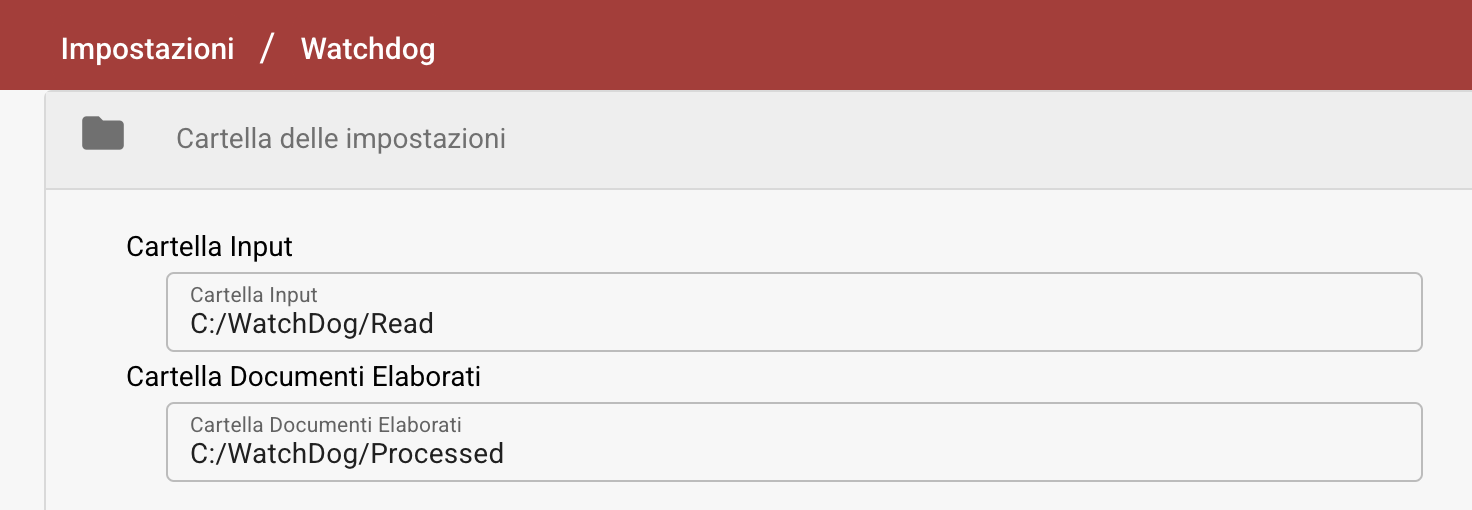 Impostazioni / Watchdog
Cartella delle impostazioni
Cartella Input
Cartella Input
C:/WatchDog/Read
Cartella Documenti Elaborati
Cartella Documenti Elaborati
C:/WatchDog/Processed